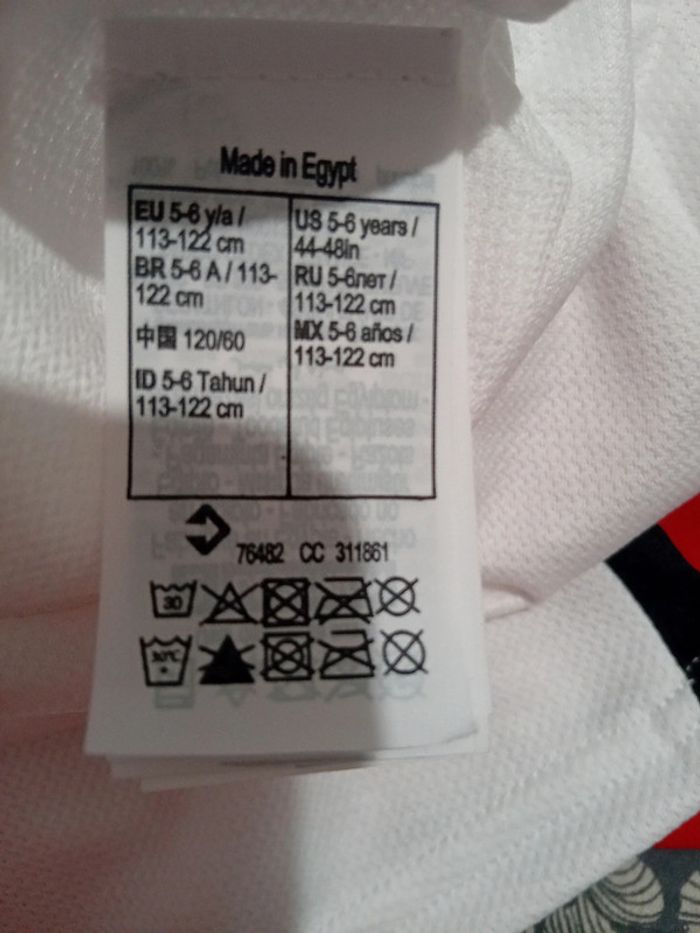 Made in Egypt
EU 5-6 y/a /
113-122 cm
BR 5-6 A / 113-
122 cm
中国 120/60
ID 5-6 Tahun /
113-122 cm
US 5-6 years /
44-48in
RU 5-6лет /
113-122 cm
MX 5-6 años /
113-122 cm
76482 CC 311861
30
30°C